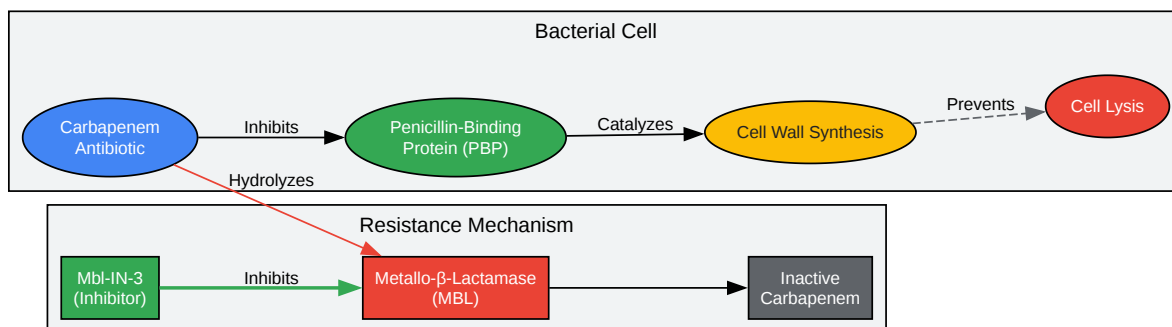 Bacterial Cell
Carbapenem
Antibiotic
Inhibits
Penicillin-Binding
Protein (PBP)
Catalyzes
Cell Wall Synthesis
Prevents
Cell Lysis
Hydrolyzes
Resistance Mechanism
Mbl-IN-3
(Inhibitor)
Inhibits
Metallo-β-Lactamase
(MBL)
Inactive
Carbapenem